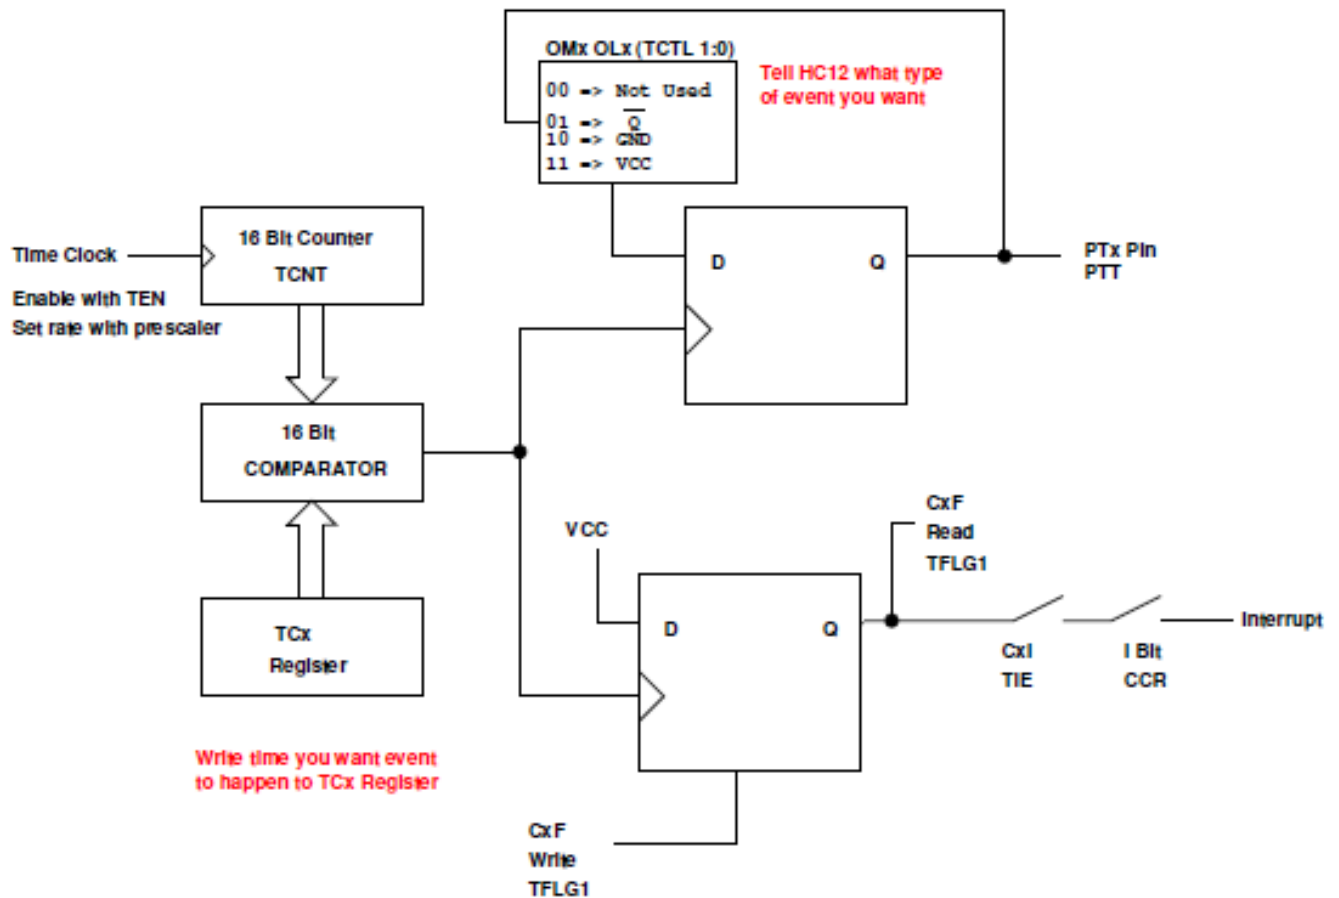 OMx OLx (TCTL 1:0)
00 => Not Used
01 => Q̅
10 => GND
11 => VCC
Tell HC12 what type
of event you want
16 Bit Counter
TCNT
Time Clock
Enable with TEN
Set rate with prescaler
D
Q
PTx Pin
PTT
16 Bit
COMPARATOR
TCx
Register
Write time you want event
to happen to TCx Register
VCC
D
Q
CxF
Read
TFLG1
CxI
TIE
I Bit
CCR
Interrupt
CxF
Write
TFLG1